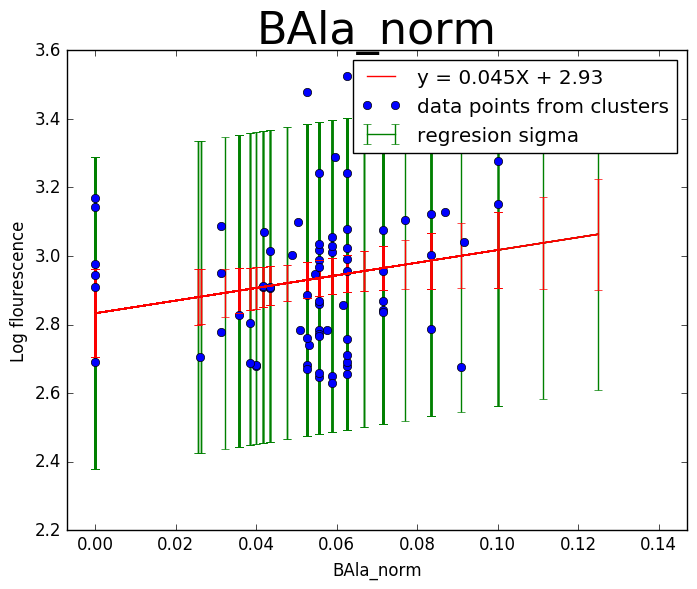 BAla_norm
y = 0.045X + 2.93
data points from clusters
regresion sigma
3.6
3.4
3.2
3.0
2.8
2.6
2.4
2.2
Log flourescence
0.00 0.02 0.04 0.06 0.08 0.10 0.12 0.14
BAla_norm